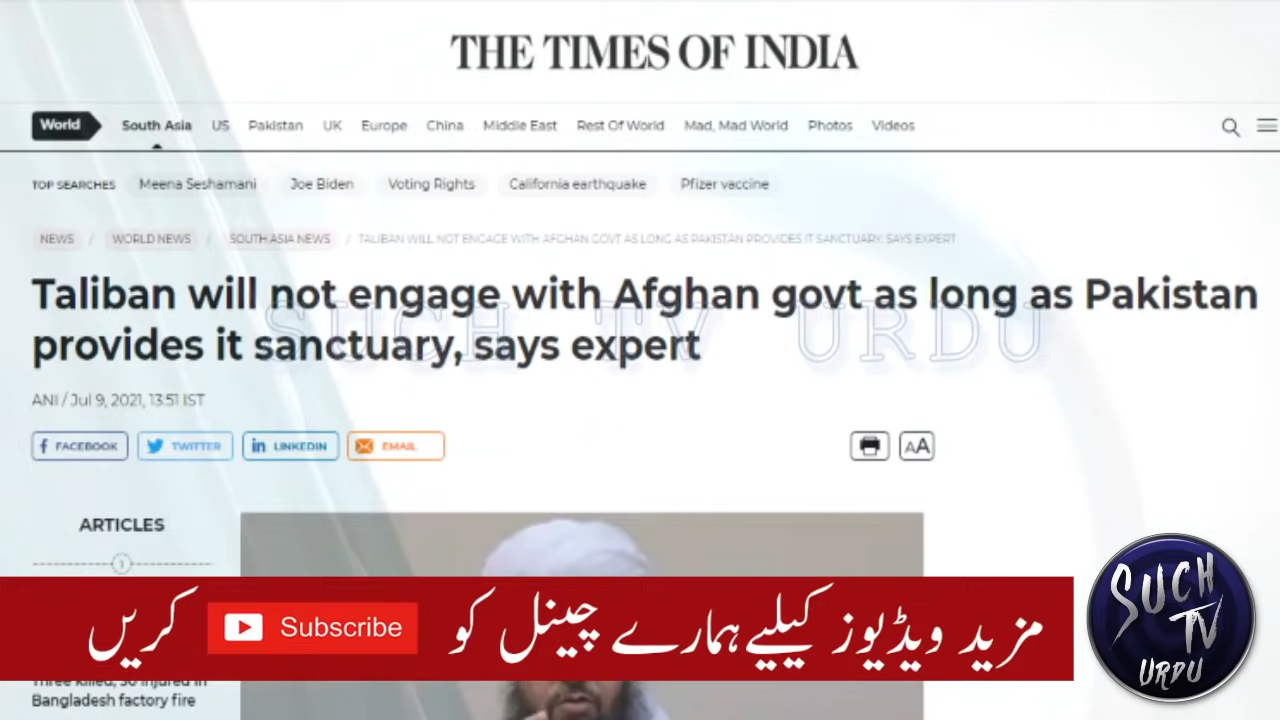 THE TIMES OF INDIA
World South Asia US Pakistan UK Europe China Middle East Rest Of World Mad, Mad World Photos Videos
TOP SEARCHES Meena Seshamani Joe Biden Voting Rights California earthquake Pfizer vaccine
NEWS / WORLD NEWS / SOUTH ASIA NEWS / TALIBAN WILL NOT ENGAGE WITH AFGHAN GOVT AS LONG AS PAKISTAN PROVIDES IT SANCTUARY, SAYS EXPERT
Taliban will not engage with Afghan govt as long as Pakistan
provides it sanctuary, says expert
SUCH TV URDU
ANI / Jul 9, 2021, 13:51 IST
FACEBOOK TWITTER LINKEDIN EMAIL AA
ARTICLES
1
مزید ویڈیوز کیلیے ہمارے چینل کو Subscribe کریں
Three killed, 30 injured in
Bangladesh factory fire
SUCH
TV
URDU